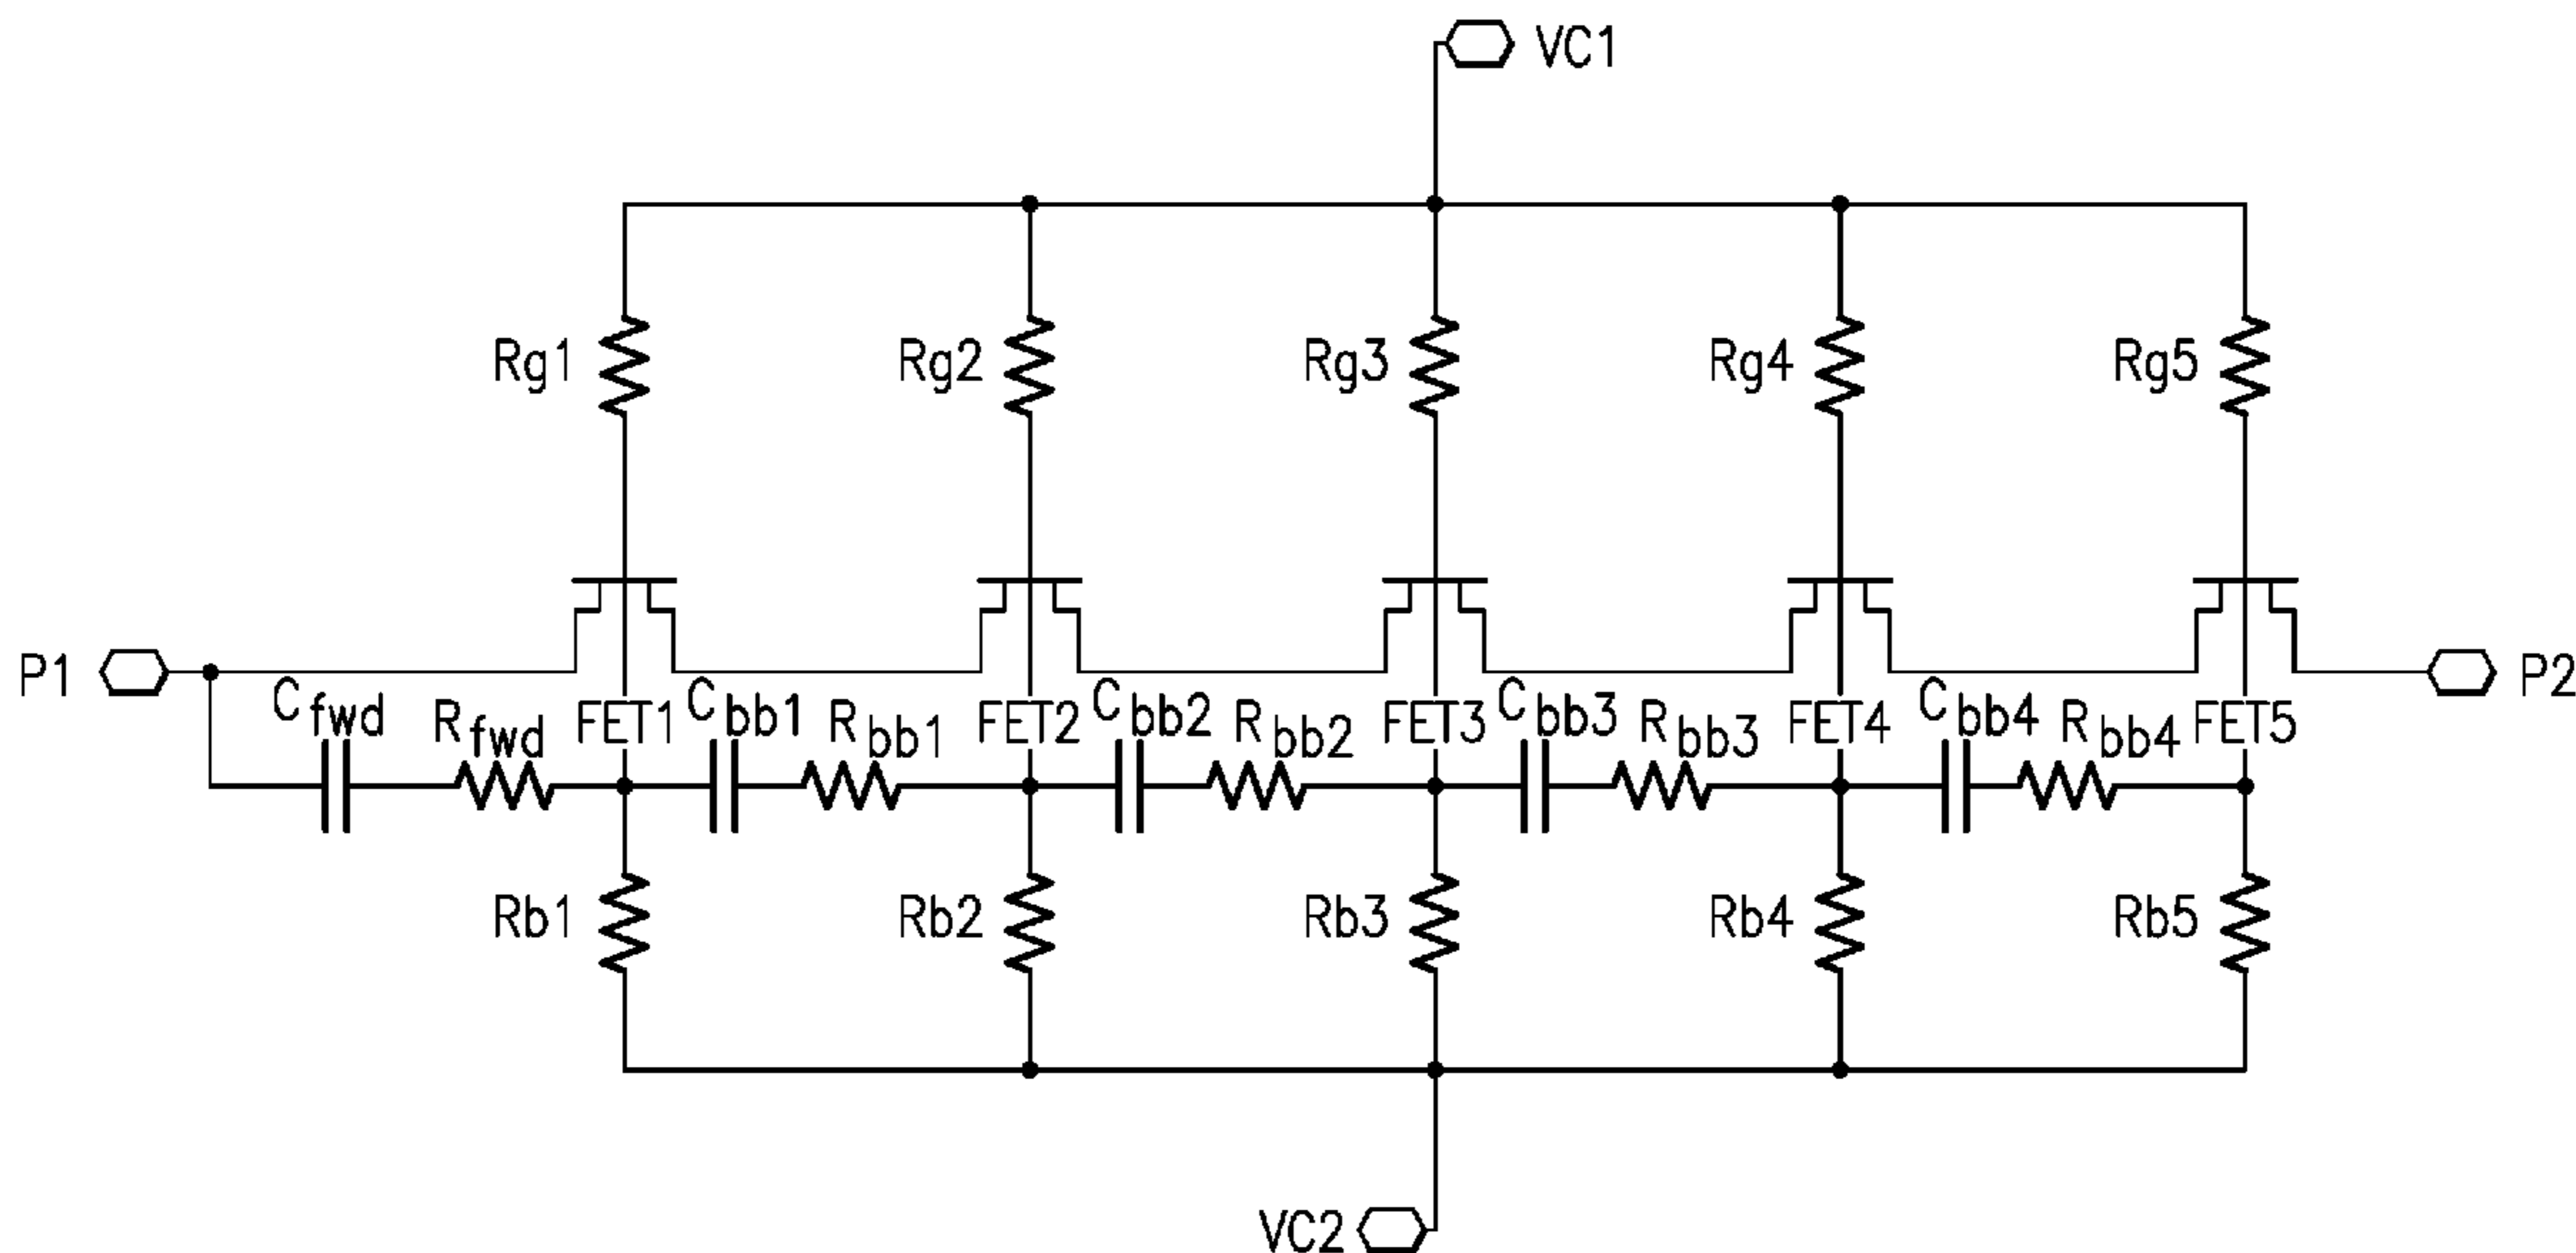 VC1
Rg1 Rg2 Rg3 Rg4 Rg5
P1 P2
Cfwd Rfwd FET1 Cbb1 Rbb1 FET2 Cbb2 Rbb2 FET3 Cbb3 Rbb3 FET4 Cbb4 Rbb4 FET5
Rb1 Rb2 Rb3 Rb4 Rb5
VC2